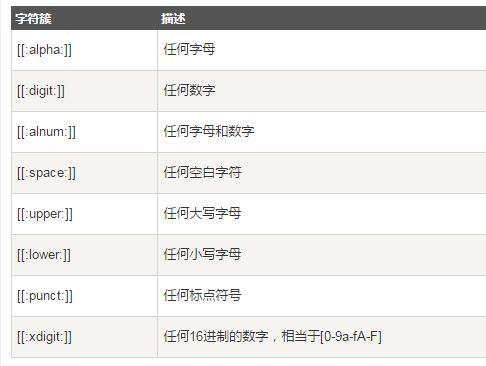 字符簇 描述
[[:alpha:]] 任何字母
[[:digit:]] 任何数字
[[:alnum:]] 任何字母和数字
[[:space:]] 任何空白字符
[[:upper:]] 任何大写字母
[[:lower:]] 任何小写字母
[[:punct:]] 任何标点符号
[[:xdigit:]] 任何16进制的数字，相当于[0-9a-fA-F]